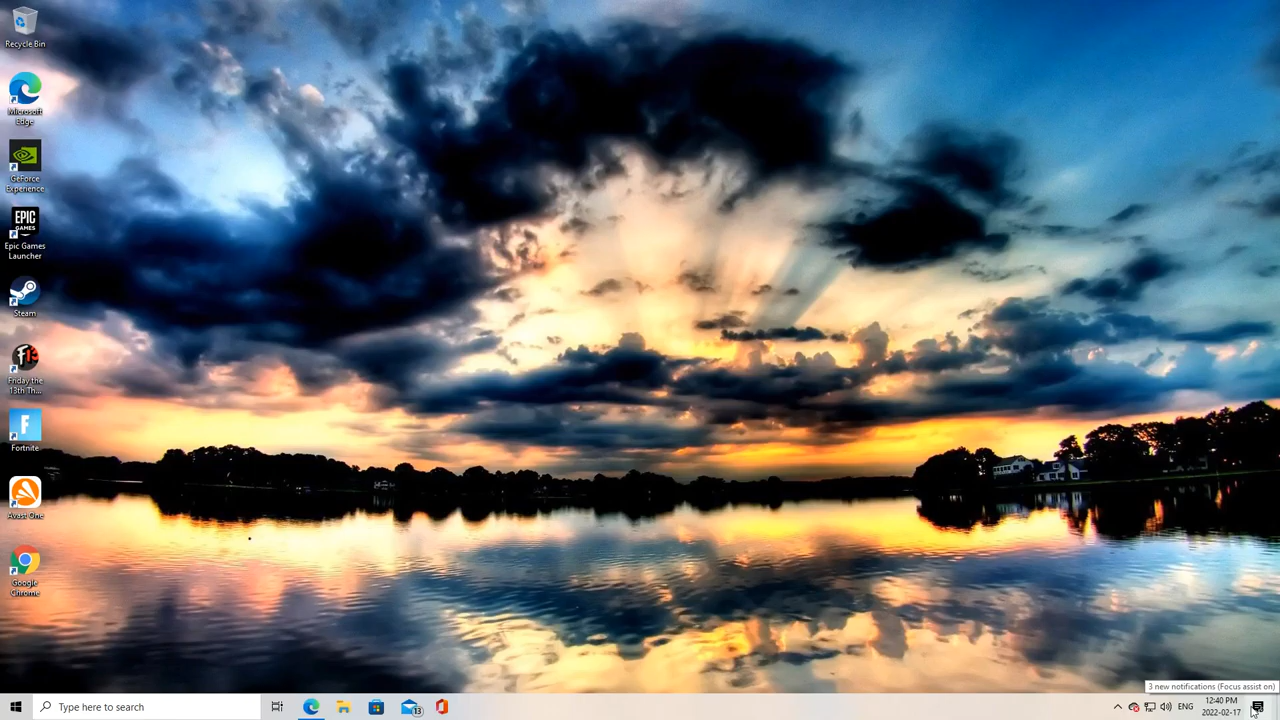 Recycle Bin
Microsoft
Edge
GeForce
Experience
EPIC
GAMES
Epic Games
Launcher
Steam
Friday the
13th Th...
F
Fortnite
Avast One
Google
Chrome
3 new notifications (Focus assist on)
Type here to search
13
ENG
12:40 PM
2022-02-17